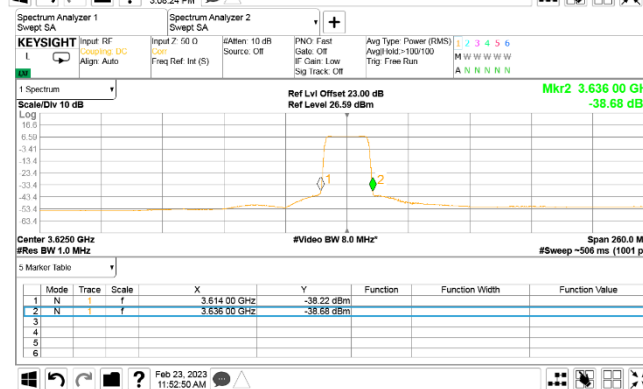 3:08:24 PM
Spectrum Analyzer 1
Swept SA
Spectrum Analyzer 2
Swept SA
+
KEYSIGHT
L
LXI
Input: RF
Coupling: DC
Align: Auto
Input Z: 50 Ω
Corr
Freq Ref: Int (S)
#Atten: 10 dB
Source: Off
PNO: Fast
Gate: Off
IF Gain: Low
Sig Track: Off
Avg Type: Power (RMS)
Avg|Hold:>100/100
Trig: Free Run
1 2 3 4 5 6
M W W W W W
A N N N N N
1 Spectrum
Scale/Div 10 dB
Log
Ref Lvl Offset 23.00 dB
Ref Level 26.59 dBm
Mkr2 3.636 00 GH
-38.68 dB
16.6
6.59
-3.41
-13.4
-23.4
-33.4
-43.4
-53.4
-63.4
1
2
Center 3.6250 GHz
#Res BW 1.0 MHz
#Video BW 8.0 MHz*
Span 260.0 M
#Sweep ~506 ms (1001 p
5 Marker Table
Mode Trace Scale X Y Function Function Width Function Value
1 N 1 f 3.614 00 GHz -38.22 dBm
2 N 1 f 3.636 00 GHz -38.68 dBm
3
4
5
6
?
Feb 23, 2023
11:52:50 AM